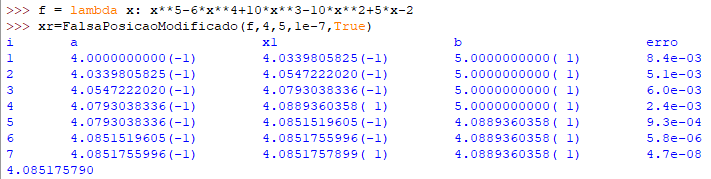 >>> f = lambda x: x**5-6*x**4+10*x**3-10*x**2+5*x-2
>>> xr=FalsaPosicaoModificado(f,4,5,1e-7,True)
i a x1 b erro
1 4.0000000000(-1) 4.0339805825(-1) 5.0000000000( 1) 8.4e-03
2 4.0339805825(-1) 4.0547222020(-1) 5.0000000000( 1) 5.1e-03
3 4.0547222020(-1) 4.0793038336(-1) 5.0000000000( 1) 6.0e-03
4 4.0793038336(-1) 4.0889360358( 1) 5.0000000000( 1) 2.4e-03
5 4.0793038336(-1) 4.0851519605(-1) 4.0889360358( 1) 9.3e-04
6 4.0851519605(-1) 4.0851755996(-1) 4.0889360358( 1) 5.8e-06
7 4.0851755996(-1) 4.0851757899( 1) 4.0889360358( 1) 4.7e-08
4.085175790